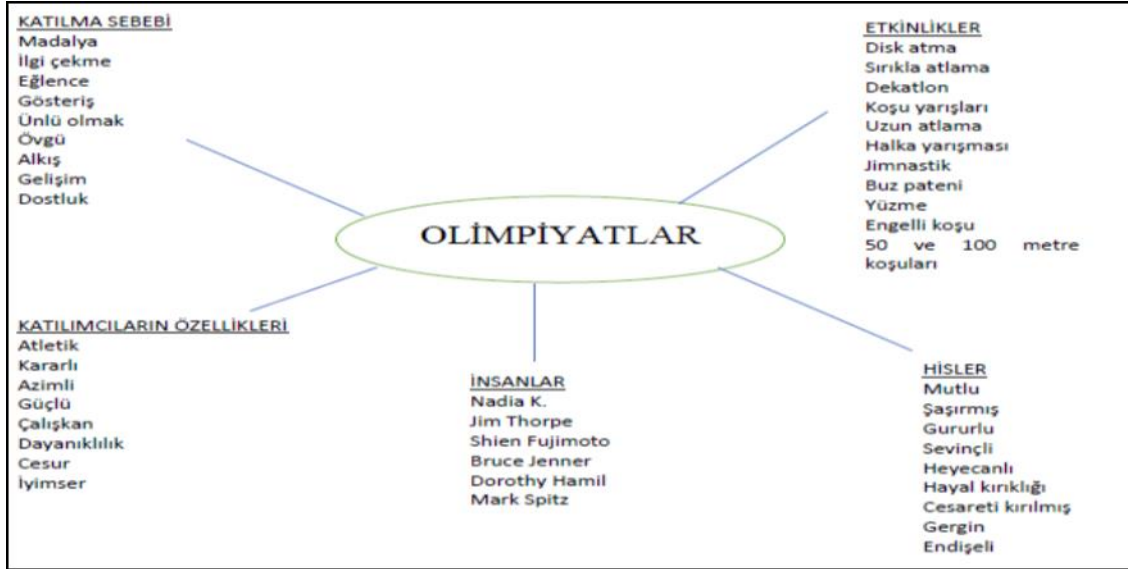 KATILMA SEBEBİ
Madalya
İlgi çekme
Eğlence
Gösteriş
Ünlü olmak
Övgü
Alkış
Gelişim
Dostluk
ETKİNLİKLER
Disk atma
Sırıkla atlama
Dekatlon
Koşu yarışları
Uzun atlama
Halka yarışması
Jimnastik
Buz pateni
Yüzme
Engelli koşu
50 ve 100 metre
koşuları
OLİMPİYATLAR
KATILIMCILARIN ÖZELLİKLERİ
Atletik
Kararlı
Azimli
Güçlü
Çalışkan
Dayanıklılık
Cesur
İyimser
İNSANLAR
Nadia K.
Jim Thorpe
Shien Fujimoto
Bruce Jenner
Dorothy Hamil
Mark Spitz
HİSLER
Mutlu
Şaşırmış
Gururlu
Sevinçli
Heyecanlı
Hayal kırıklığı
Cesareti kırılmış
Gergin
Endişeli